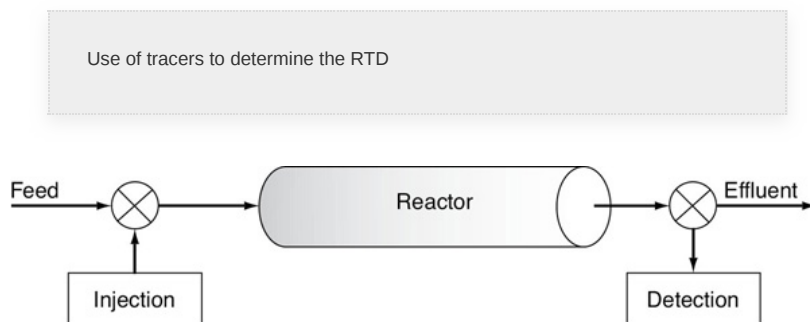 Use of tracers to determine the RTD
Feed
Reactor
Effluent
Injection
Detection